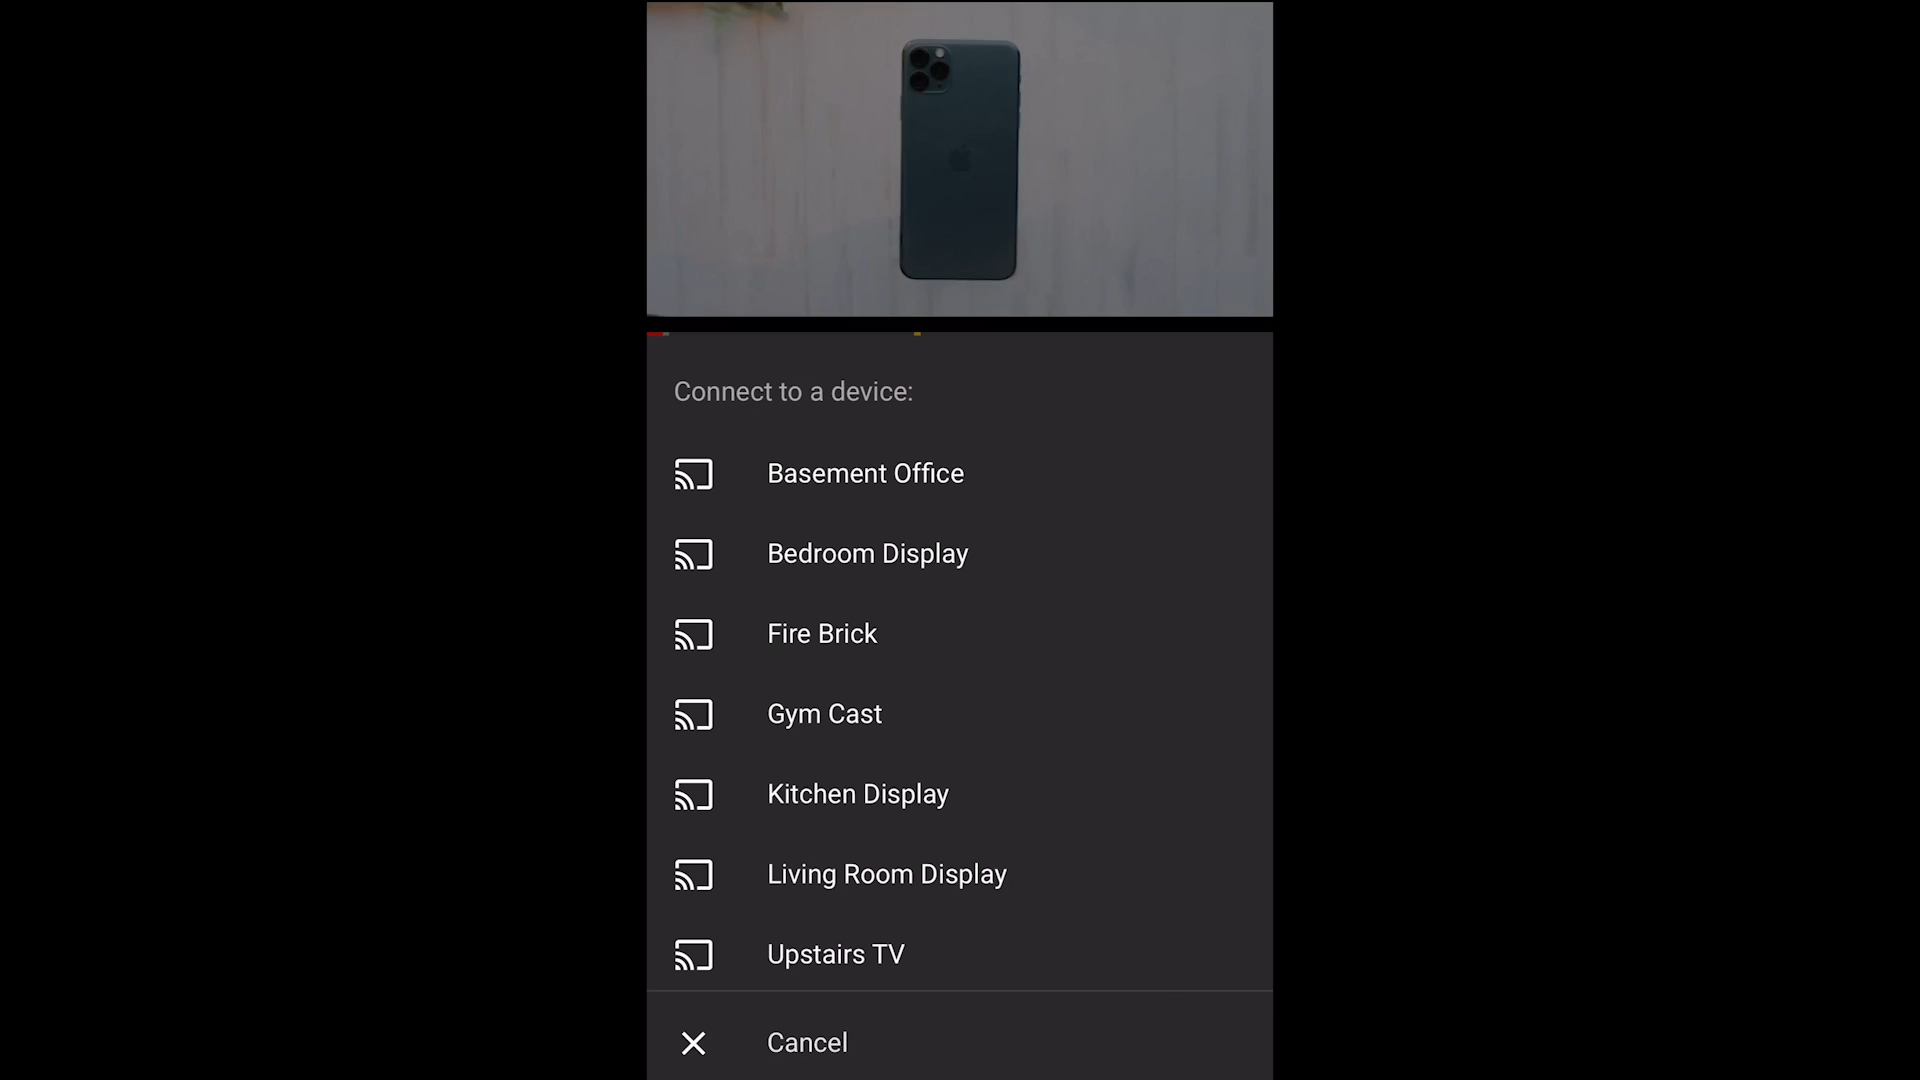 Connect to a device:
Basement Office
Bedroom Display
Fire Brick
Gym Cast
Kitchen Display
Living Room Display
Upstairs TV
Cancel